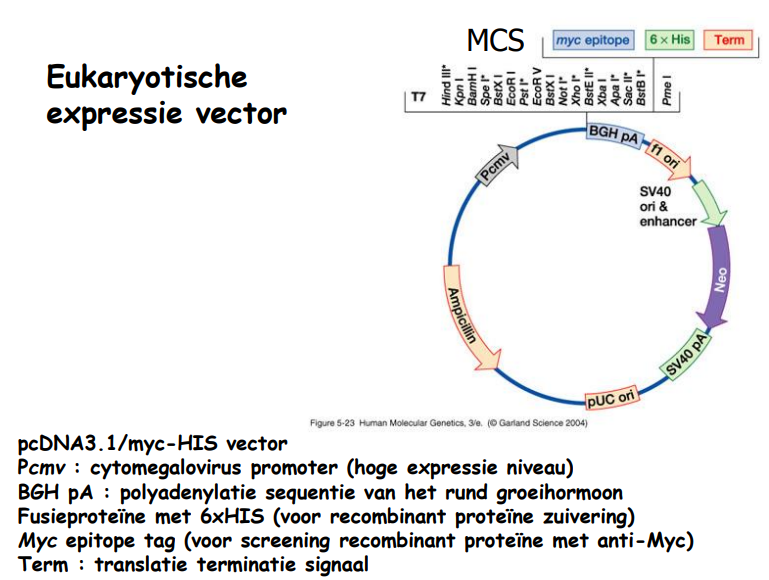 MCS
myc epitope 6 x His Term
Eukaryotische
expressie vector
T7 Hind III* Kpn I BamH I Spe I* BstX I EcoR I Pst I* EcoR V BstX I Not I* Xho I* BstE II* Xba I Apa I* Sac II* BstB I* Pme I
BGH pA
f1 ori
Pcmv
SV40
ori &
enhancer
Neo
Ampicillin
SV40 pA
pUC ori
Figure 5-23 Human Molecular Genetics, 3/e. (© Garland Science 2004)
pcDNA3.1/myc-HIS vector
Pcmv : cytomegalovirus promoter (hoge expressie niveau)
BGH pA : polyadenylatie sequentie van het rund groeihormoon
Fusieproteïne met 6xHIS (voor recombinant proteïne zuivering)
Myc epitope tag (voor screening recombinant proteïne met anti-Myc)
Term : translatie terminatie signaal